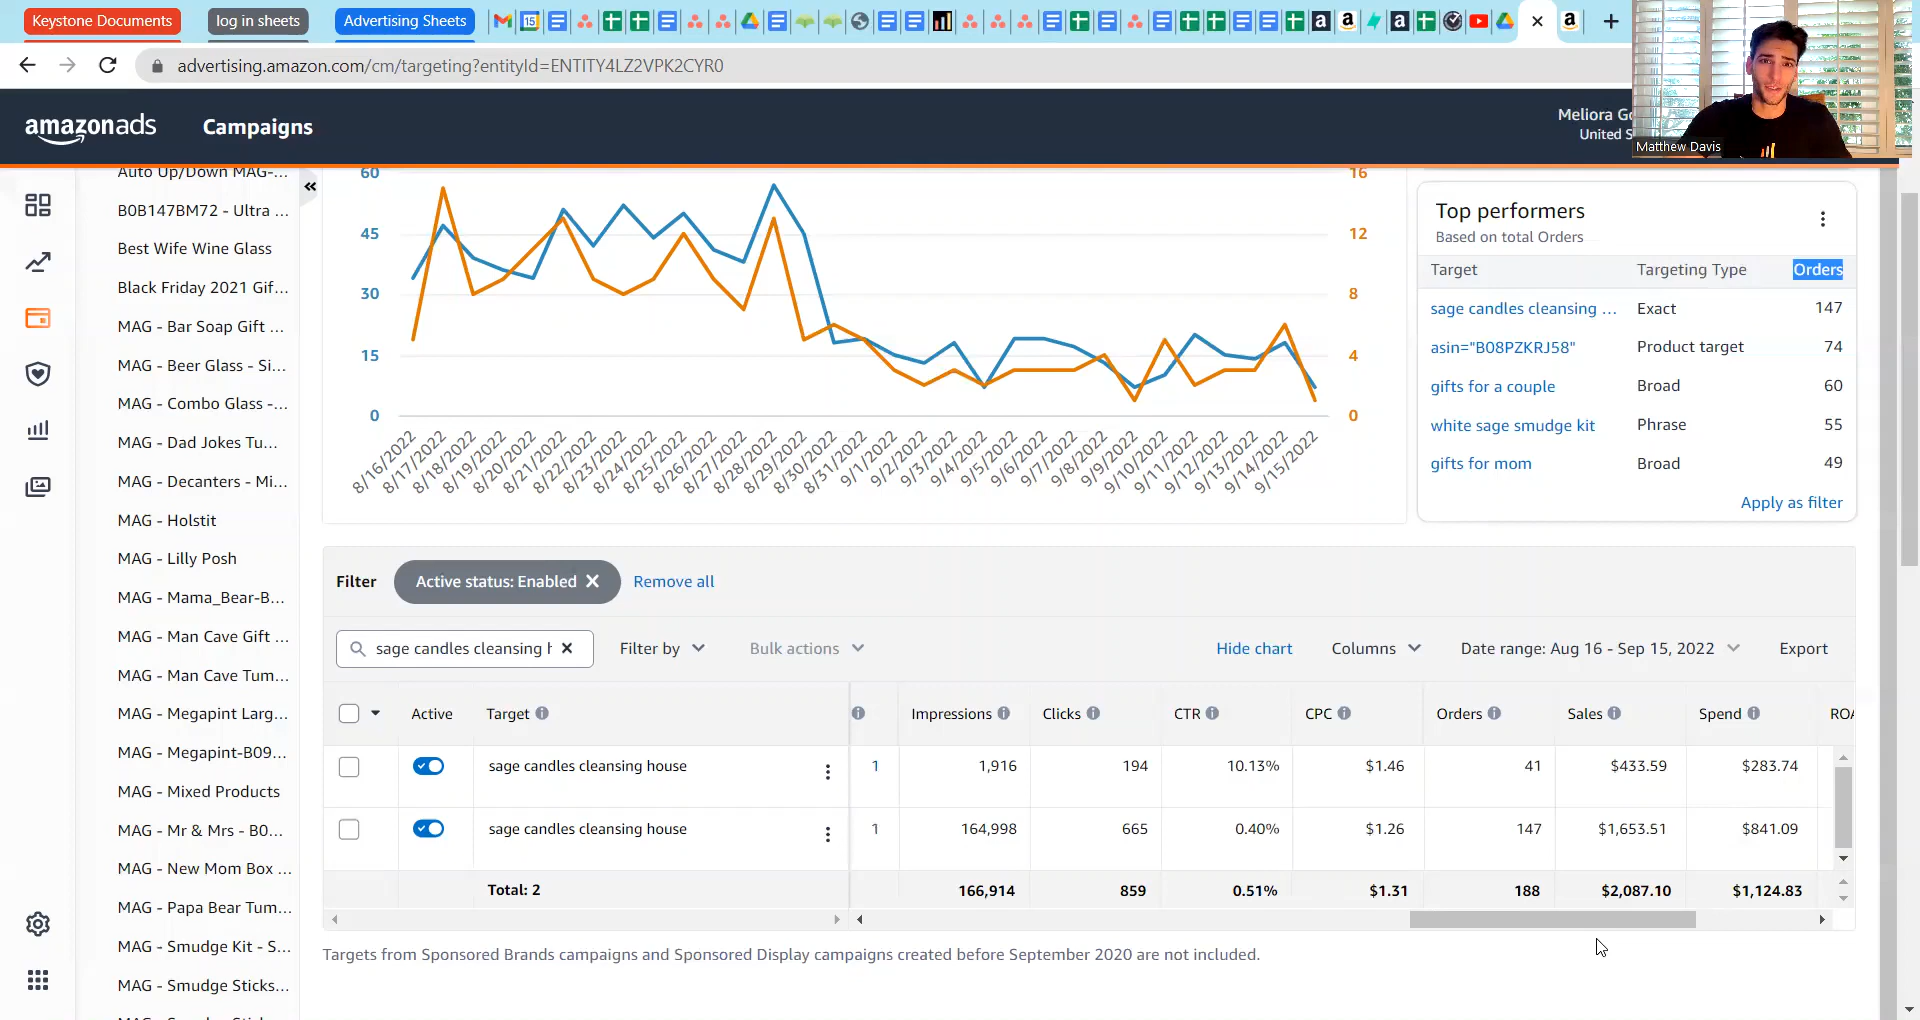 Keystone Documents
log in sheets
Advertising Sheets
advertising.amazon.com/cm/targeting?entityId=ENTITY4LZ2VPK2CYR0
amazonads
Campaigns
Meliora Go
United S
Matthew Davis
Auto Up/Down MAG-...
B0B147BM72 - Ultra ...
Best Wife Wine Glass
Black Friday 2021 Gif...
MAG - Bar Soap Gift ...
MAG - Beer Glass - Si...
MAG - Combo Glass -...
MAG - Dad Jokes Tu...
MAG - Decanters - Mi...
MAG - Holstit
MAG - Lilly Posh
MAG - Mama_Bear-B...
MAG - Man Cave Gift ...
MAG - Man Cave Tum...
MAG - Megapint Larg...
MAG - Megapint-B09...
MAG - Mixed Products
MAG - Mr & Mrs - B0...
MAG - New Mom Box ...
MAG - Papa Bear Tum...
MAG - Smudge Kit - S...
MAG - Smudge Sticks...
60
45
30
15
0
16
12
8
4
0
8/16/2022
8/17/2022
8/18/2022
8/19/2022
8/20/2022
8/21/2022
8/22/2022
8/23/2022
8/24/2022
8/25/2022
8/26/2022
8/27/2022
8/28/2022
8/29/2022
8/30/2022
8/31/2022
9/1/2022
9/2/2022
9/3/2022
9/4/2022
9/5/2022
9/6/2022
9/7/2022
9/8/2022
9/9/2022
9/10/2022
9/11/2022
9/12/2022
9/13/2022
9/14/2022
9/15/2022
Top performers
Based on total Orders
Target Targeting Type Orders
sage candles cleansing ... Exact 147
asin="B08PZKRJ58" Product target 74
gifts for a couple Broad 60
white sage smudge kit Phrase 55
gifts for mom Broad 49
Apply as filter
Filter Active status: Enabled Remove all
sage candles cleansing h Filter by Bulk actions Hide chart Columns Date range: Aug 16 - Sep 15, 2022 Export
Active Target Impressions Clicks CTR CPC Orders Sales Spend ROA
sage candles cleansing house 1 1,916 194 10.13% $1.46 41 $433.59 $283.74
sage candles cleansing house 1 164,998 665 0.40% $1.26 147 $1,653.51 $841.09
Total: 2 166,914 859 0.51% $1.31 188 $2,087.10 $1,124.83
Targets from Sponsored Brands campaigns and Sponsored Display campaigns created before September 2020 are not included.